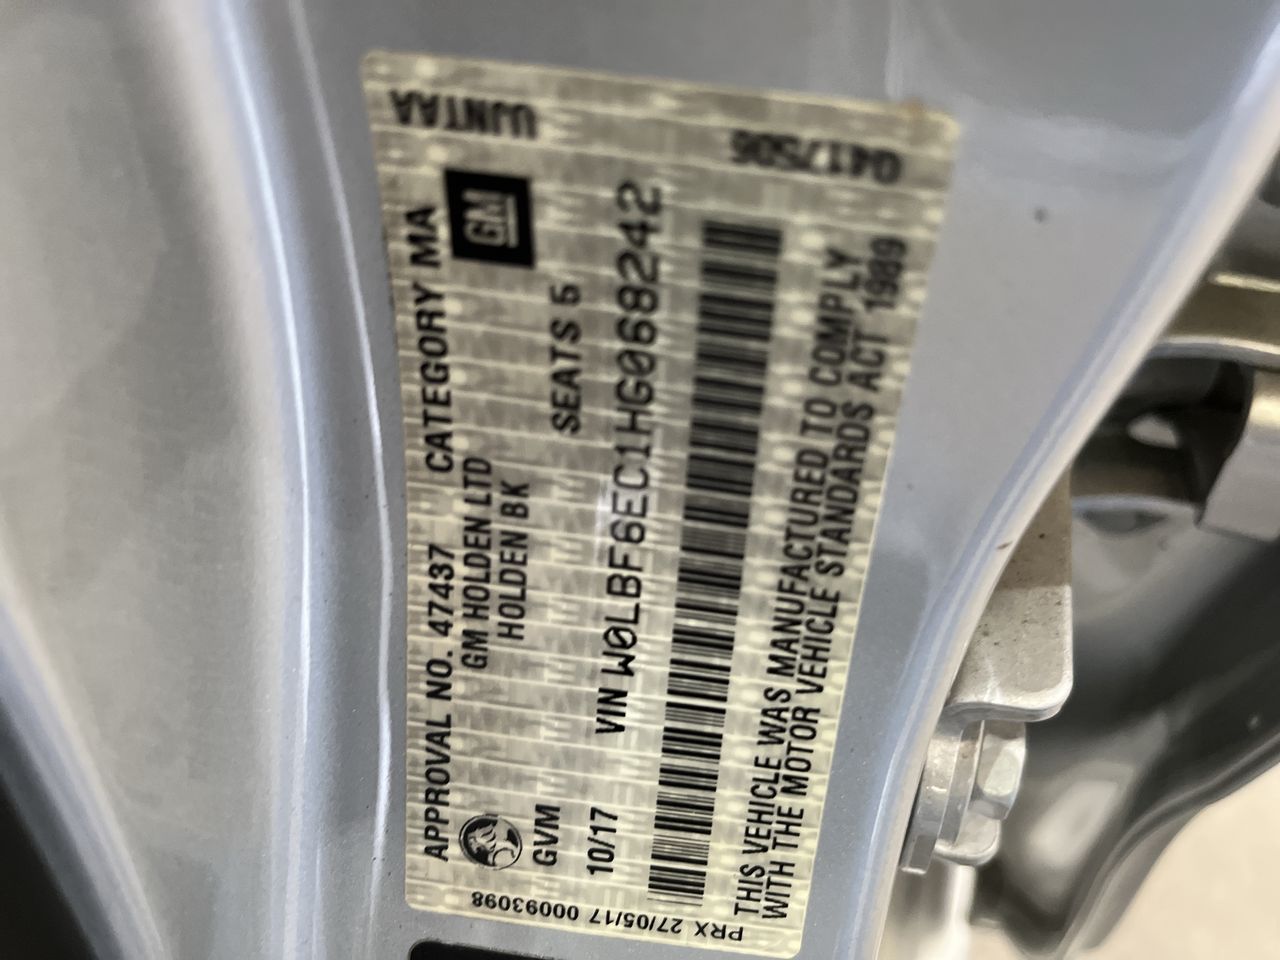 APPROVAL NO. 47437 CATEGORY MA
GM HOLDEN LTD
HOLDEN BK
GM
GVM SEATS 5
10/17 VIN W0LBF6EC1HG068242
THIS VEHICLE WAS MANUFACTURED TO COMPLY
WITH THE MOTOR VEHICLE STANDARDS ACT 1989
PRX 27/05/17 00093098
UJNTAA